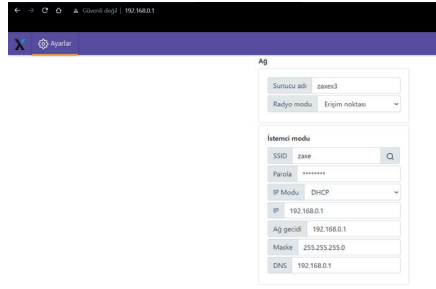 Güvenli değil | 192.168.0.1
X Ayarlar
Ağ
Sunucu adı zaxex3
Radyo modu Erişim noktası
İstemci modu
SSID zaxe
Parola ********
IP Modu DHCP
IP 192.168.0.1
Ağ geçidi 192.168.0.1
Maske 255.255.255.0
DNS 192.168.0.1